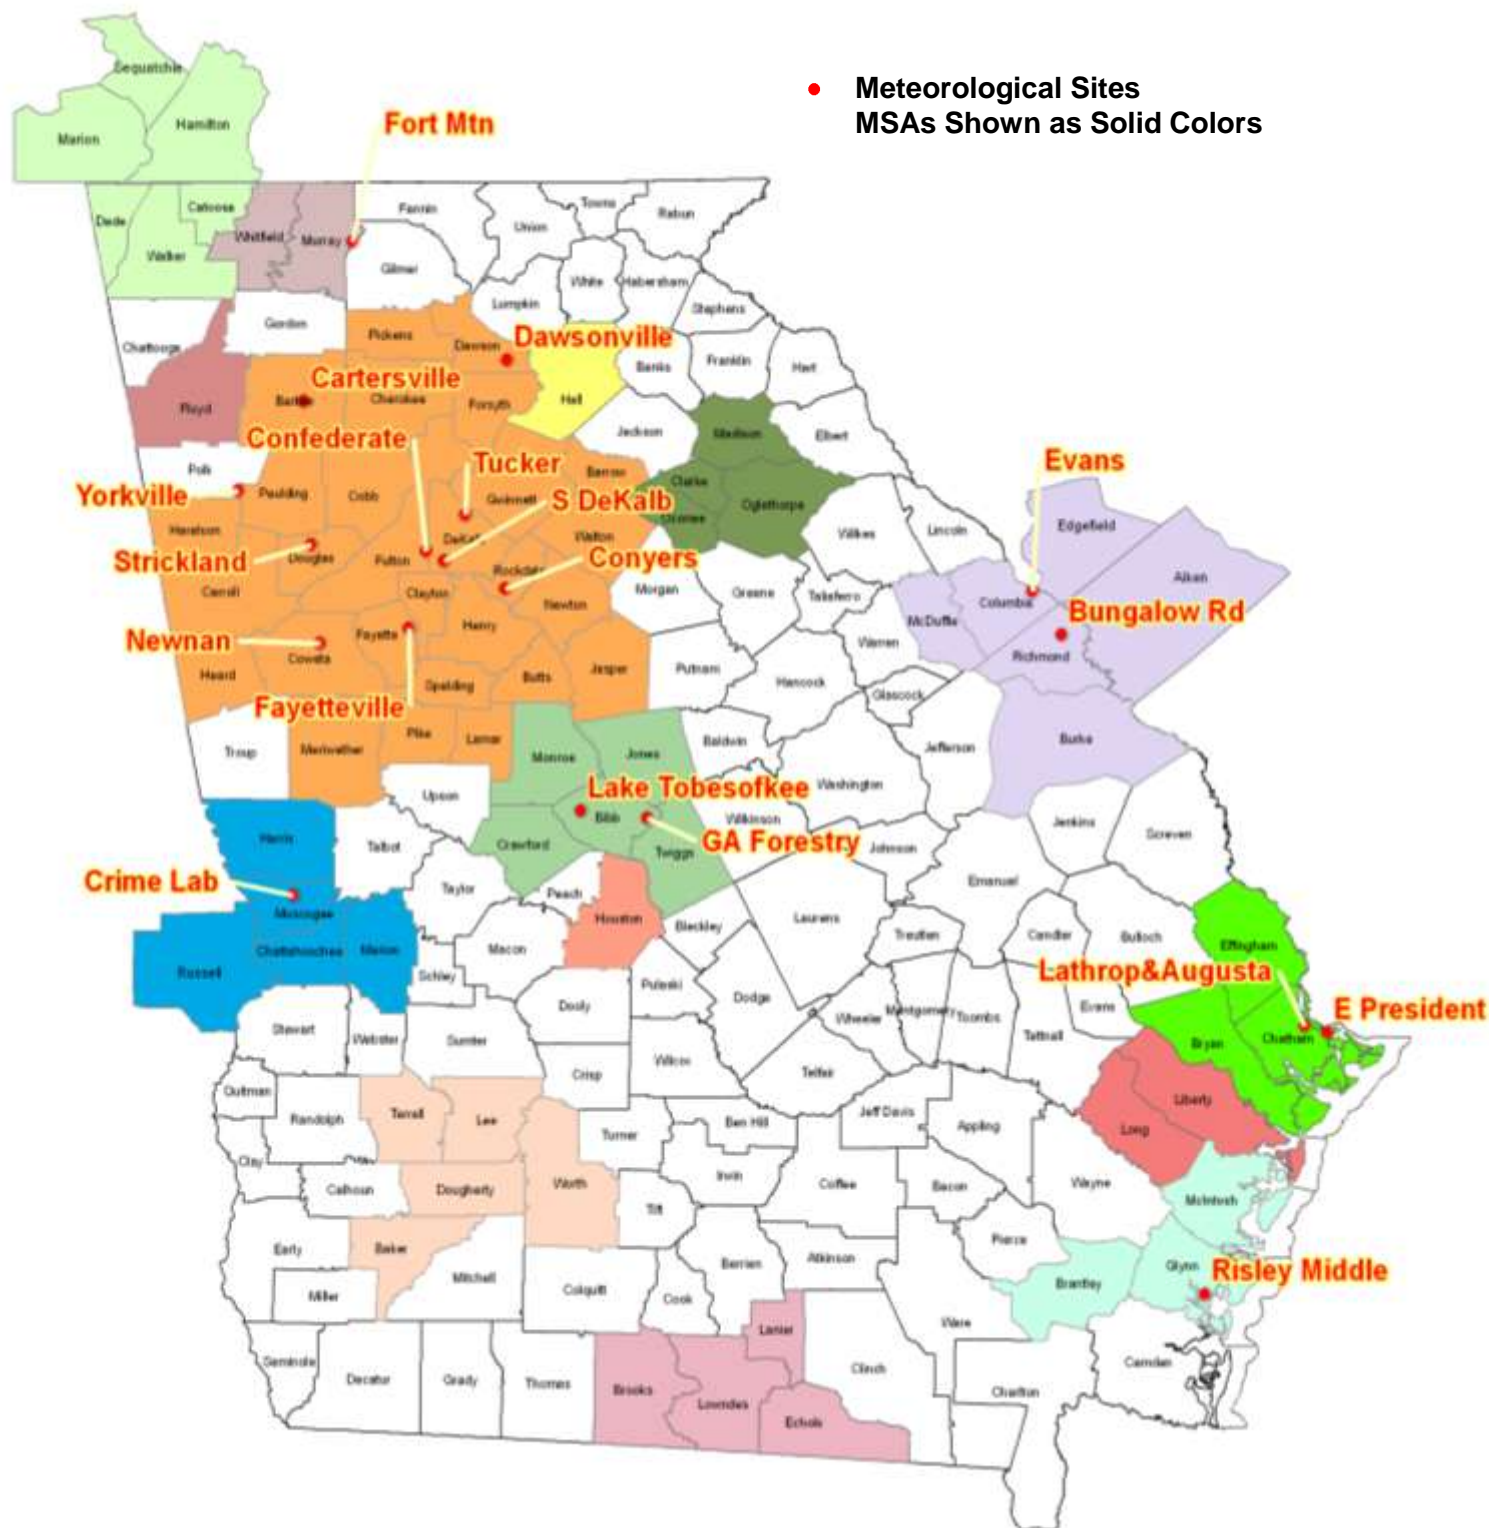 Meteorological Sites
MSAs Shown as Solid Colors
Sequatchie
Marion
Hamilton
Fort Mtn
Dade
Catoosa
Walker
Whitfield
Murray
Fannin
Union
Towns
Rabun
Gilmer
White
Habersham
Lumpkin
Stephens
Chattooga
Gordon
Pickens
Dawson
Dawsonville
Banks
Franklin
Hart
Cartersville
Floyd
Cherokee
Forsyth
Hall
Confederate
Jackson
Madison
Elbert
Tucker
Evans
Polk
Yorkville
Paulding
Cobb
Gwinnett
Barrow
Clarke
Oglethorpe
S DeKalb
Oconee
Haralson
Walton
Wilkes
Lincoln
Edgefield
Strickland
Douglas
Fulton
Conyers
Rockdale
Carroll
Clayton
Newton
Morgan
Greene
Taliaferro
Columbia
Aiken
Bungalow Rd
McDuffie
Newnan
Fayette
Henry
Warren
Coweta
Richmond
Heard
Spalding
Butts
Jasper
Putnam
Hancock
Glascock
Fayetteville
Troup
Meriwether
Pike
Lamar
Monroe
Jones
Baldwin
Jefferson
Burke
Upson
Lake Tobesofkee
Washington
Bibb
Wilkinson
Jenkins
Screven
Harris
Talbot
Crawford
Twiggs
GA Forestry
Johnson
Crime Lab
Taylor
Peach
Emanuel
Muscogee
Houston
Bleckley
Laurens
Treutlen
Candler
Bulloch
Effingham
Russell
Chattahoochee
Marion
Macon
Schley
Lathrop&Augusta
Pulaski
Dodge
E President
Stewart
Webster
Sumter
Dooly
Wheeler
Montgomery
Toombs
Evans
Tattnall
Bryan
Chatham
Wilcox
Telfair
Crisp
Quitman
Randolph
Terrell
Lee
Turner
Ben Hill
Jeff Davis
Appling
Liberty
Long
Clay
Calhoun
Dougherty
Worth
Irwin
Coffee
Bacon
Wayne
McIntosh
Tift
Early
Baker
Mitchell
Berrien
Atkinson
Pierce
Glynn
Risley Middle
Brantley
Miller
Colquitt
Cook
Ware
Lanier
Seminole
Decatur
Grady
Thomas
Brooks
Lowndes
Echols
Clinch
Charlton
Camden